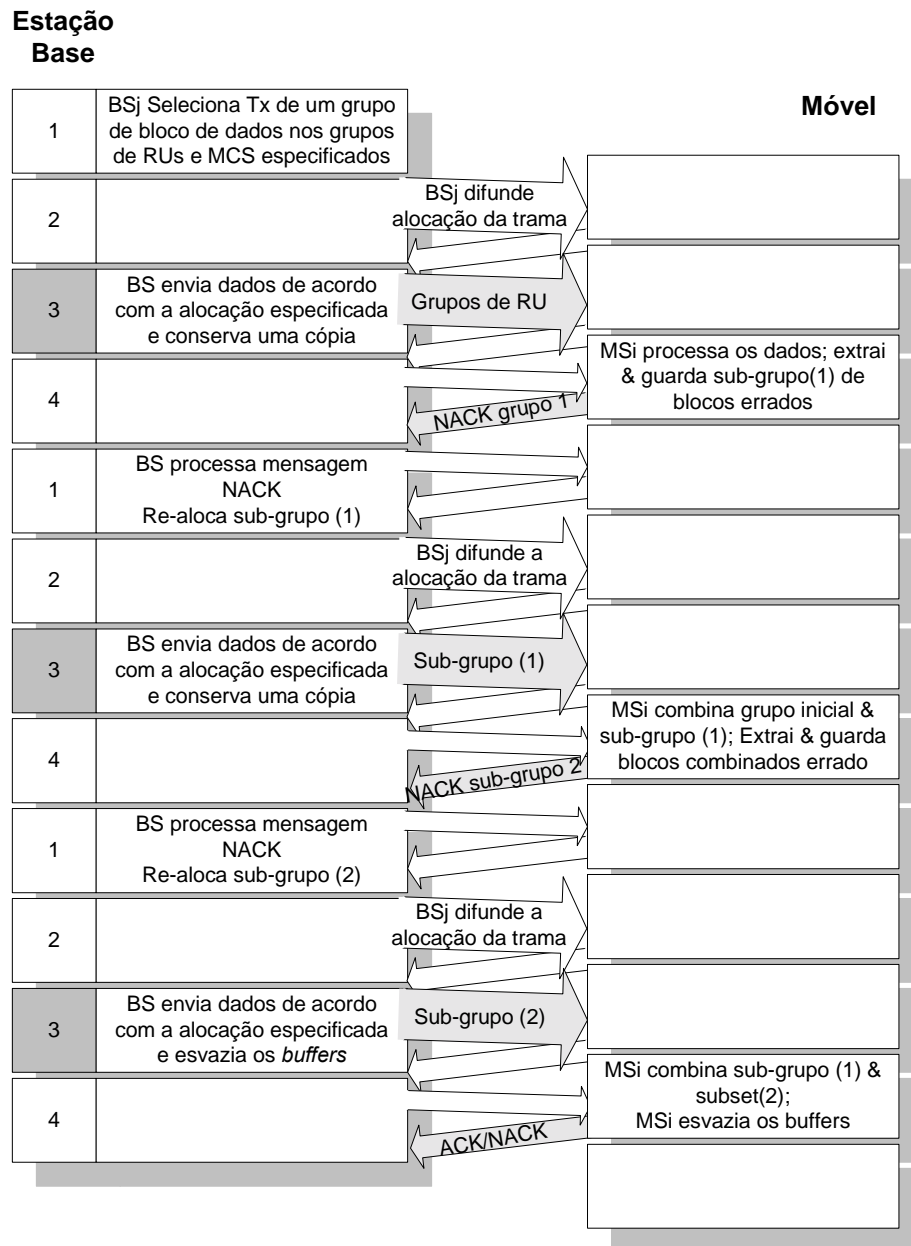 Estação
Base
Móvel
1
BSj Seleciona Tx de um grupo
de bloco de dados nos grupos
de RUs e MCS especificados
2
BSj difunde
alocação da trama
3
BS envia dados de acordo
com a alocação especificada
e conserva uma cópia
Grupos de RU
4
MSi processa os dados; extrai
& guarda sub-grupo(1) de
blocos errados
NACK grupo 1
1
BS processa mensagem
NACK
Re-aloca sub-grupo (1)
2
BSj difunde a
alocação da trama
3
BS envia dados de acordo
com a alocação especificada
e conserva uma cópia
Sub-grupo (1)
4
MSi combina grupo inicial &
sub-grupo (1); Extrai & guarda
blocos combinados errado
NACK sub-grupo 2
1
BS processa mensagem
NACK
Re-aloca sub-grupo (2)
2
BSj difunde a
alocação da trama
3
BS envia dados de acordo
com a alocação especificada
e esvazia os buffers
Sub-grupo (2)
4
MSi combina sub-grupo (1) &
subset(2);
MSi esvazia os buffers
ACK/NACK